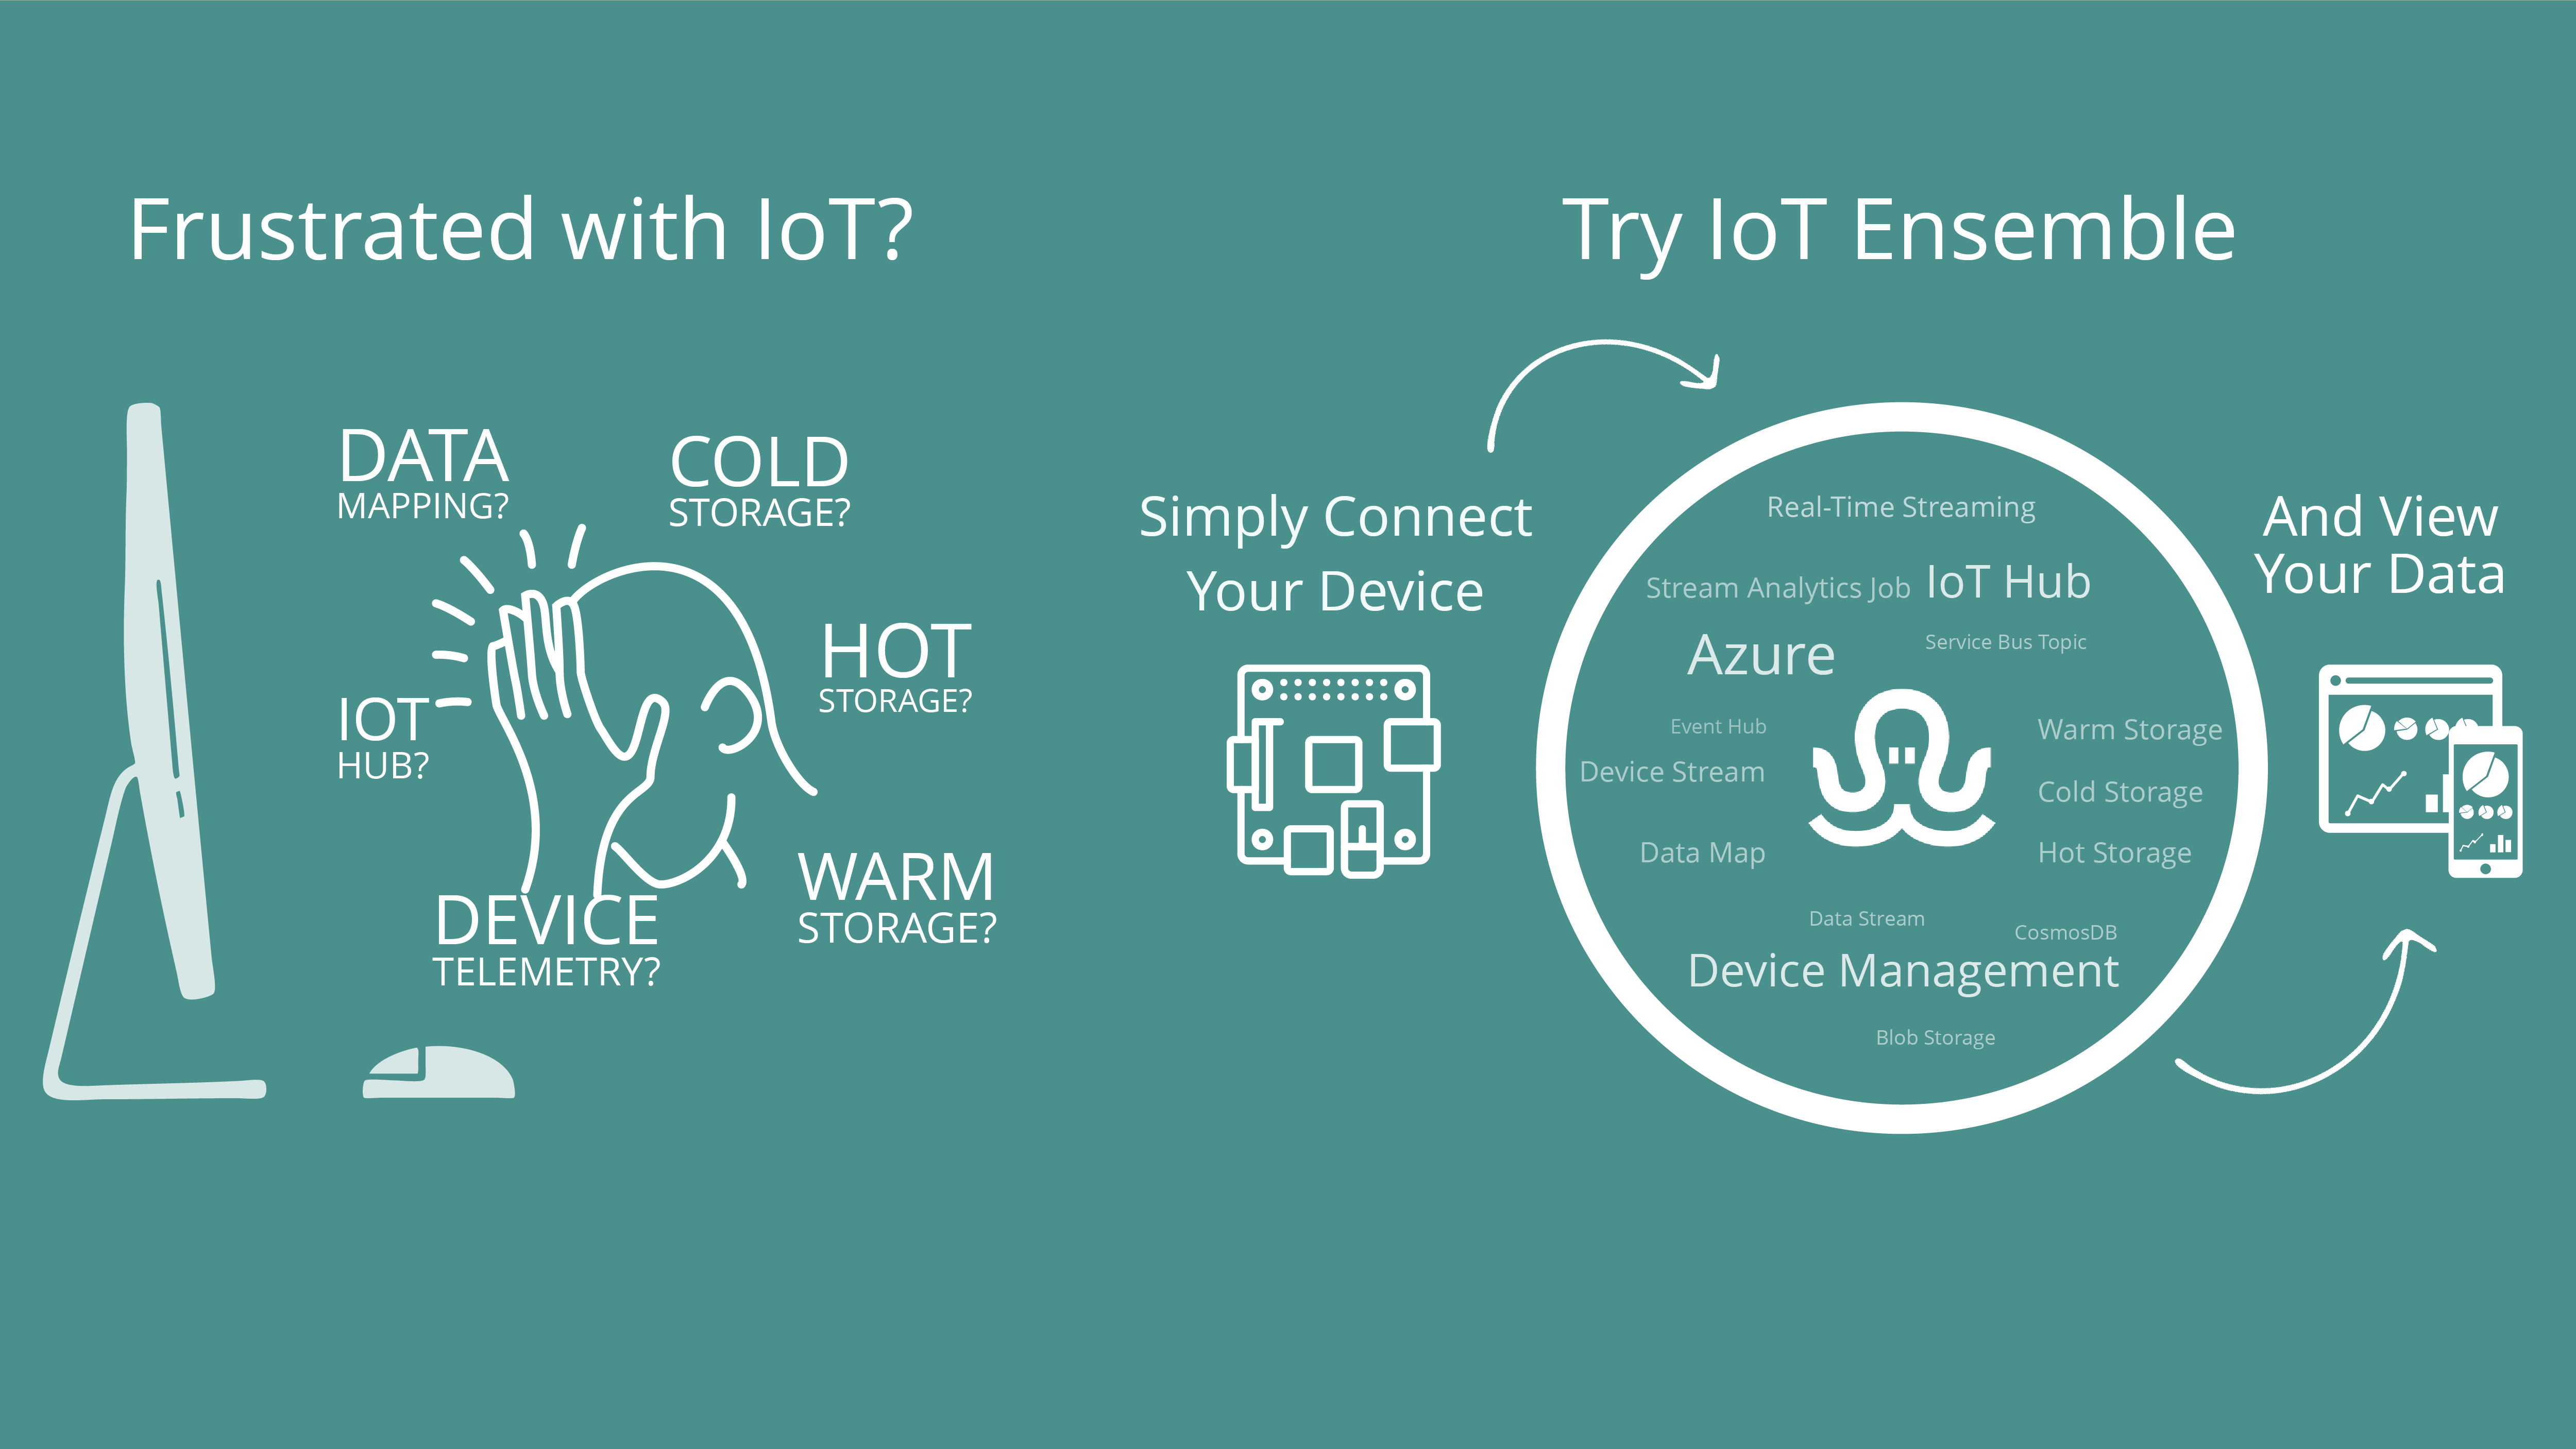 Frustrated with IoT?
DATA
MAPPING?
COLD
STORAGE?
HOT
STORAGE?
IOT
HUB?
WARM
STORAGE?
DEVICE
TELEMETRY?
Try IoT Ensemble
Simply Connect
Your Device
Real-Time Streaming
Stream Analytics Job
IoT Hub
Azure
Service Bus Topic
Event Hub
Warm Storage
Device Stream
Cold Storage
Data Map
Hot Storage
Data Stream
CosmosDB
Device Management
Blob Storage
And View
Your Data